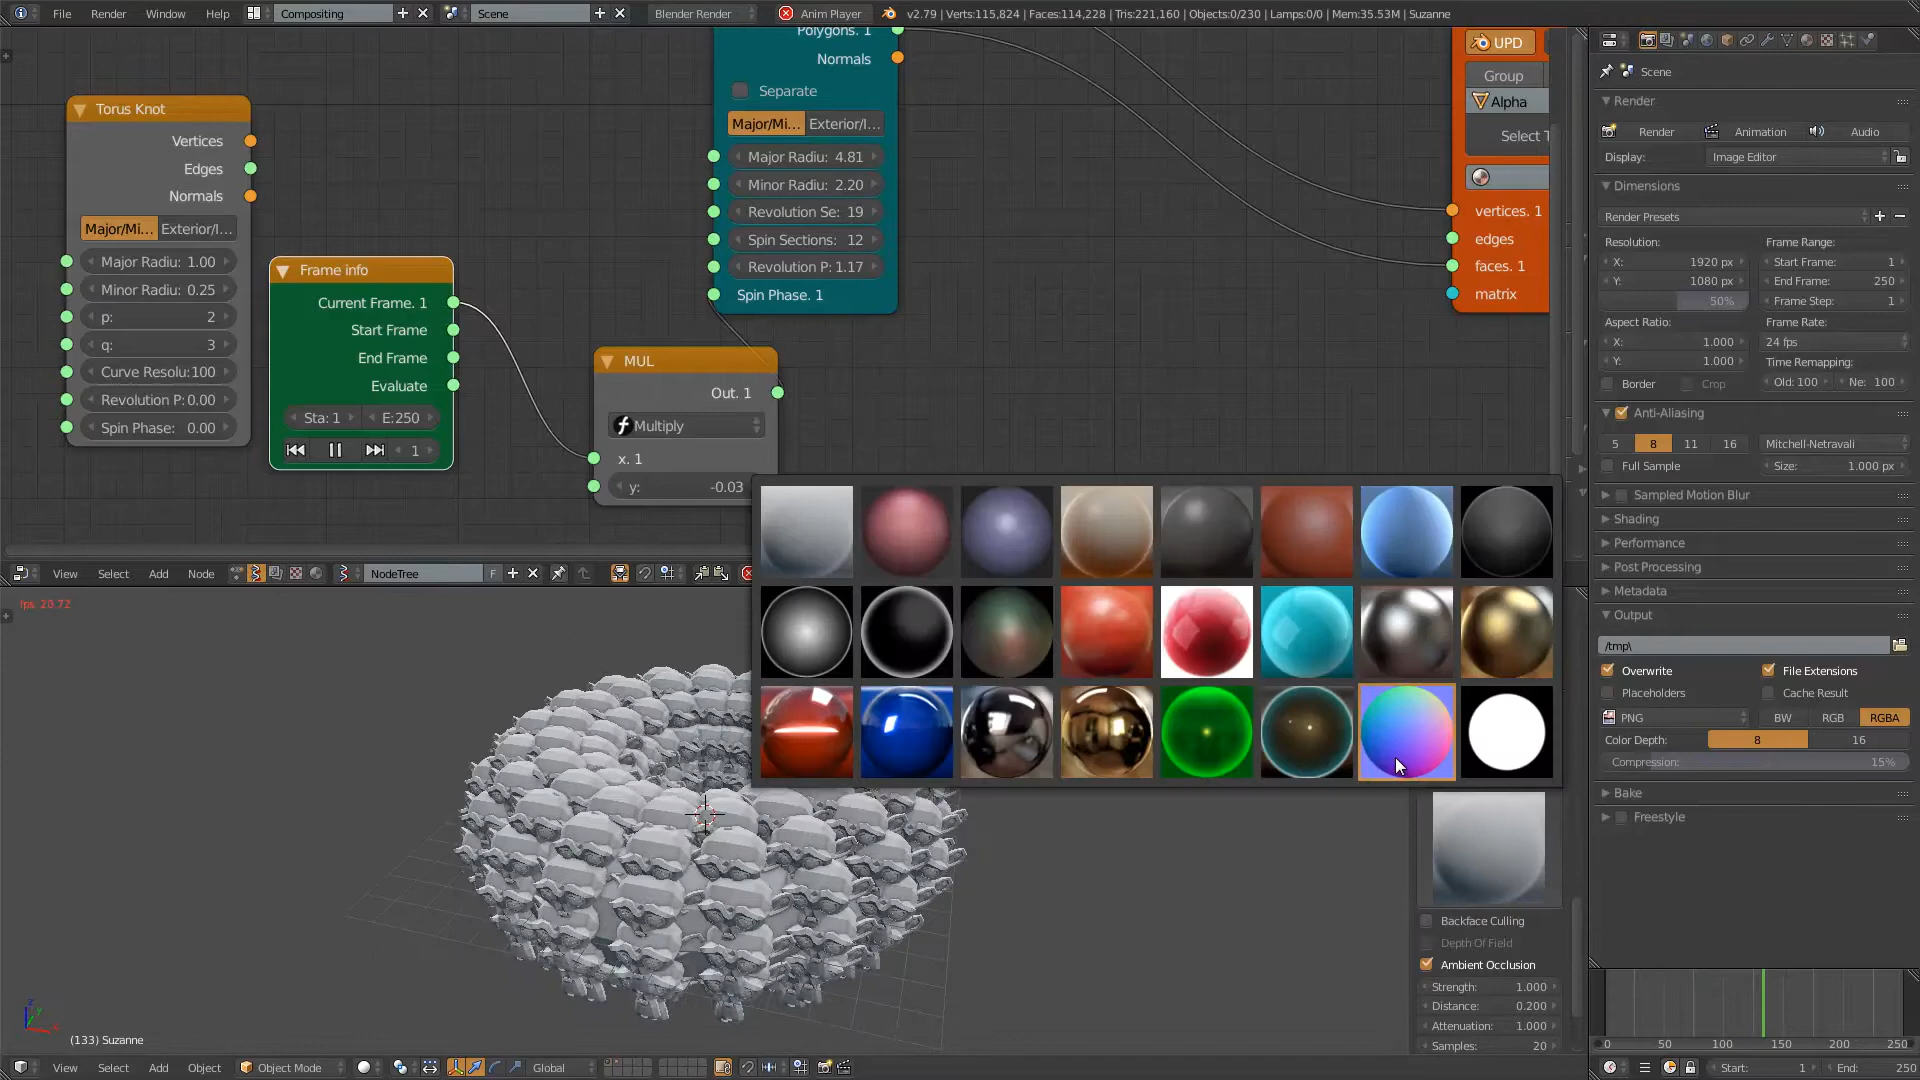 File Render Window Help Compositing Scene Blender Render Anim Player v2.79 | Verts:115,824 | Faces:114,228 | Tris:221,160 | Objects:0/230 | Lamps:0/0 | Mem:35.53M | Suzanne
Torus Knot
Vertices
Edges
Normals
Major/Mi... Exterior/I...
Major Radiu: 1.00
Minor Radiu: 0.25
p: 2
q: 3
Curve Resolu: 100
Revolution P: 0.00
Spin Phase: 0.00
Frame info
Current Frame. 1
Start Frame
End Frame
Evaluate
Sta: 1 E:250
1
MUL
Out. 1
Multiply
x. 1
y: -0.03
Polygons. 1
Normals
Separate
Major/Mi... Exterior/I...
Major Radiu: 4.81
Minor Radiu: 2.20
Revolution Se: 19
Spin Sections: 12
Revolution P: 1.17
Spin Phase. 1
UPD
Group
Alpha
Select T
vertices. 1
edges
faces. 1
matrix
View Select Add Node NodeTree F
fps: 20.72
(133) Suzanne
View Select Add Object Object Mode Global
Backface Culling
Depth Of Field
Ambient Occlusion
Strength: 1.000
Distance: 0.200
Attenuation: 1.000
Samples: 20
Scene
Render
Render Animation Audio
Display: Image Editor
Dimensions
Render Presets
Resolution: Frame Range:
X: 1920 px Start Frame: 1
Y: 1080 px End Frame: 250
50% Frame Step: 1
Aspect Ratio: Frame Rate:
X: 1.000 24 fps
Y: 1.000 Time Remapping:
Border Crop Old: 100 Ne: 100
Anti-Aliasing
5 8 11 16 Mitchell-Netravali
Full Sample Size: 1.000 px
Sampled Motion Blur
Shading
Performance
Post Processing
Metadata
Output
/tmp\
Overwrite File Extensions
Placeholders Cache Result
PNG BW RGB RGBA
Color Depth: 8 16
Compression: 15%
Bake
Freestyle
0 50 100 150 200 250
Start: 1 End: 250